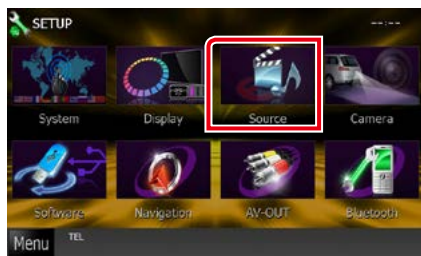 SETUP
--:--
System Display Source Camera
Software Navigation AV-OUT Bluetooth
Menu TEL